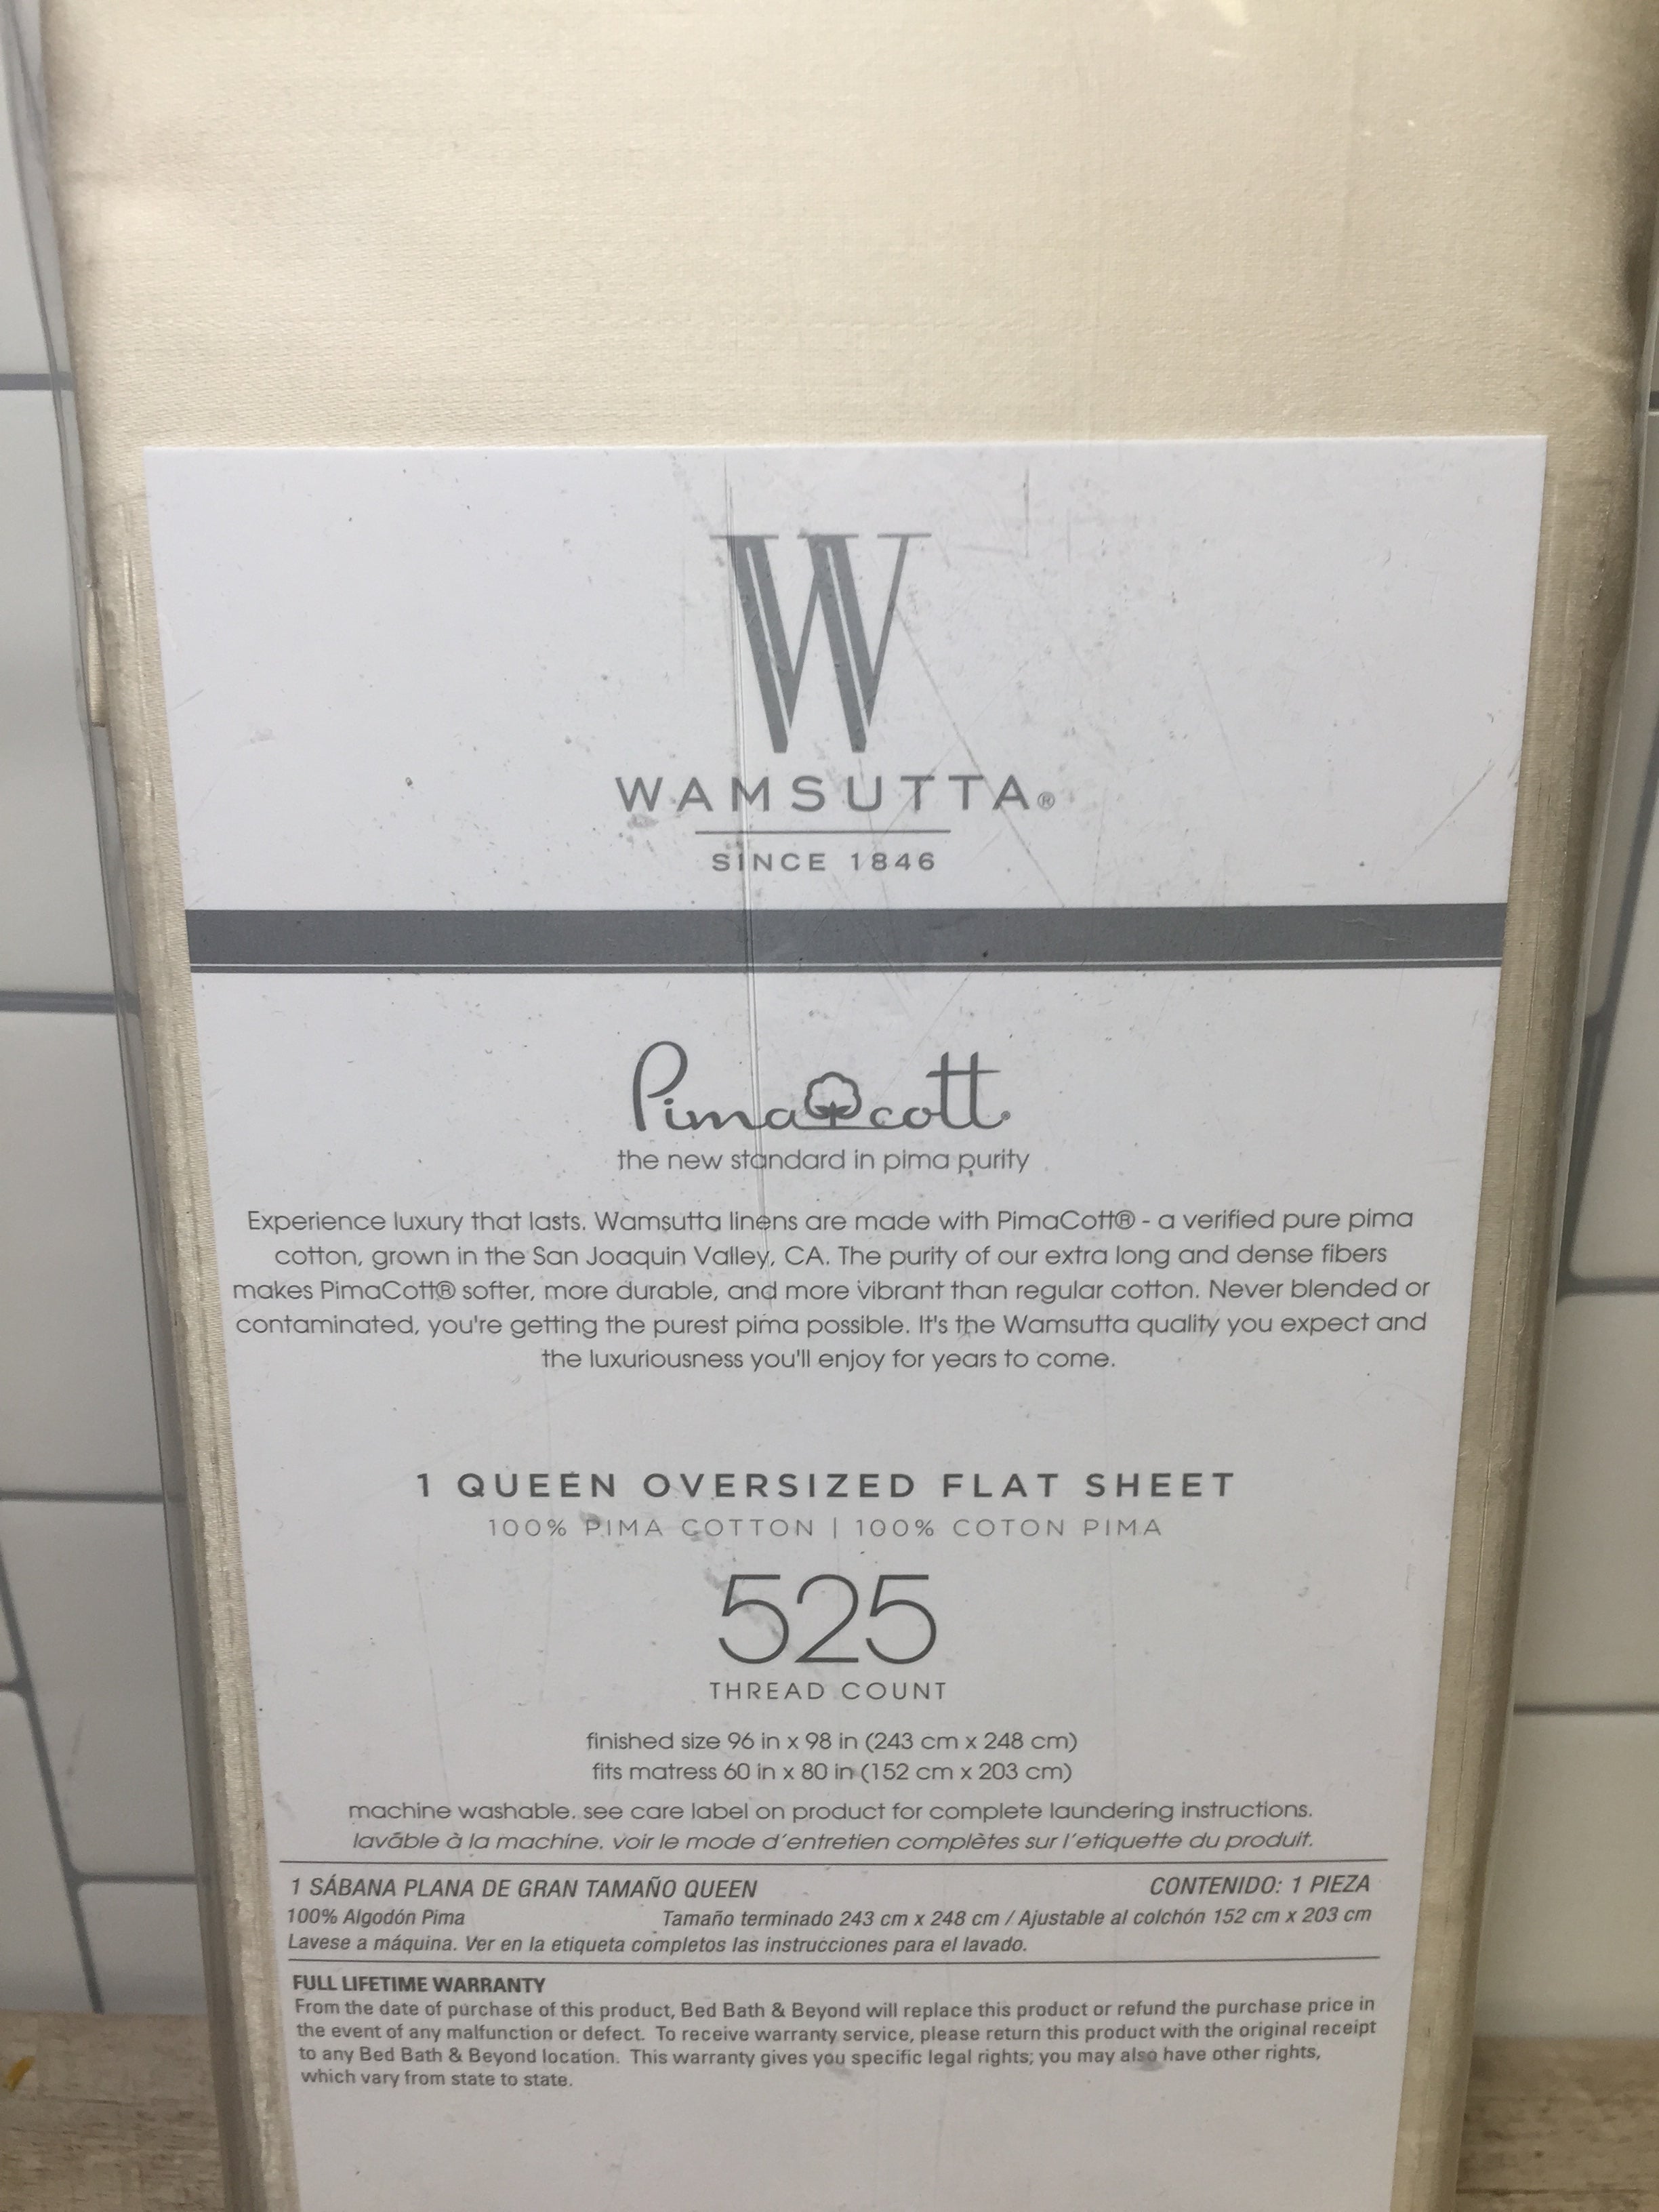 W
WAMSUTTA®
SINCE 1846
Pimacott
the new standard in pima purity
Experience luxury that lasts. Wamsutta linens are made with PimaCott® - a verified pure pima
cotton, grown in the San Joaquin Valley, CA. The purity of our extra long and dense fibers
makes PimaCott® softer, more durable, and more vibrant than regular cotton. Never blended or
contaminated, you're getting the purest pima possible. It's the Wamsutta quality you expect and
the luxuriousness you'll enjoy for years to come.
1 QUEEN OVERSIZED FLAT SHEET
100% PIMA COTTON | 100% COTON PIMA
525
THREAD COUNT
finished size 96 in x 98 in (243 cm x 248 cm)
fits matress 60 in x 80 in (152 cm x 203 cm)
machine washable. see care label on product for complete laundering instructions.
lavāble à la machine. voir le mode d'entretien complètes sur l'etiquette du produit.
1 SÁBANA PLANA DE GRAN TAMAÑO QUEEN CONTENIDO: 1 PIEZA
100% Algodón Pima Tamaño terminado 243 cm x 248 cm / Ajustable al colchón 152 cm x 203 cm
Lavese a máquina. Ver en la etiqueta completos las instrucciones para el lavado.
FULL LIFETIME WARRANTY
From the date of purchase of this product, Bed Bath & Beyond will replace this product or refund the purchase price in
the event of any malfunction or defect. To receive warranty service, please return this product with the original receipt
to any Bed Bath & Beyond location. This warranty gives you specific legal rights; you may also have other rights,
which vary from state to state.